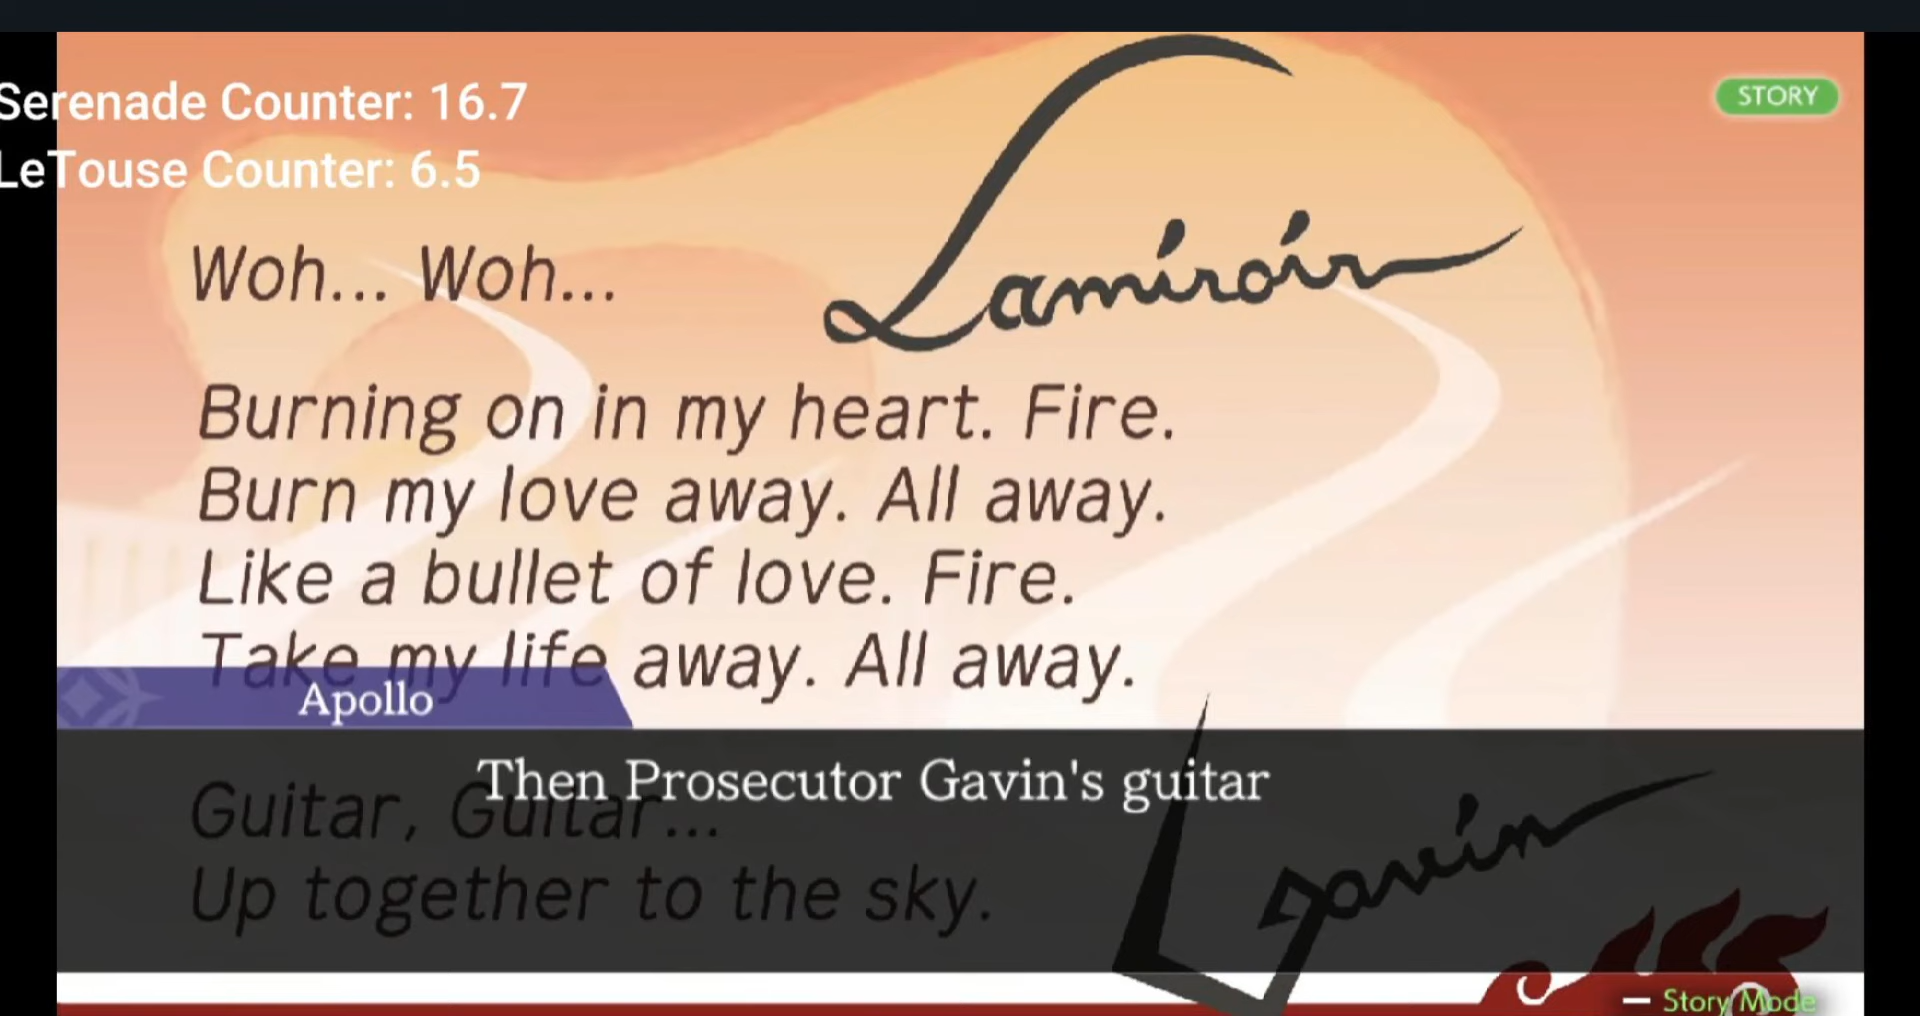 Serenade Counter: 16.7
STORY
LeTouse Counter: 6.5
Lamiroir
Woh... Woh...
Burning on in my heart. Fire.
Burn my love away. All away.
Like a bullet of love. Fire.
Take my life away. All away.
Apollo
Then Prosecutor Gavin's guitar
Guitar, Guitar...
Gavin
Up together to the sky.
Story Mode